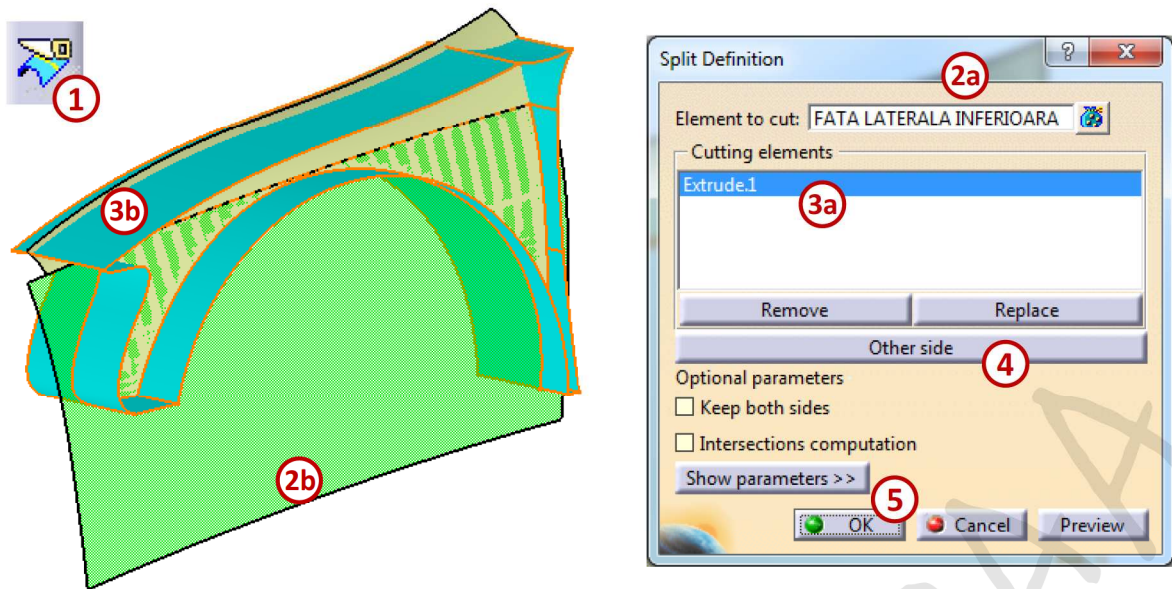 1
3b
2b
Split Definition
?
X
2a
Element to cut: FATA LATERALA INFERIOARA
Cutting elements
Extrude.1
3a
Remove
Replace
Other side
4
Optional parameters
Keep both sides
Intersections computation
Show parameters >>
5
OK
Cancel
Preview